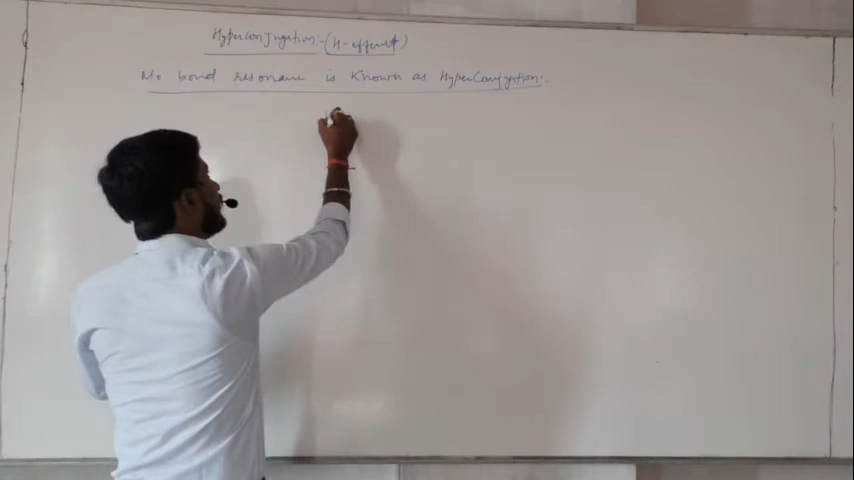 Hyperconjugation:-(H-effect)
No bond resonance is known as HyperConjugation:-